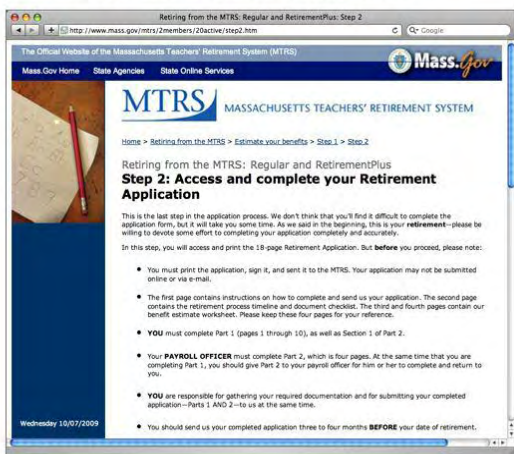 Retiring from the MTRS: Regular and RetirementPlus: Step 2
http://www.mass.gov/mtrs/2members/20active/step2.htm
Google
The Official Website of the Massachusetts Teachers' Retirement System (MTRS)
Mass.Gov
Mass.Gov Home State Agencies State Online Services
MTRS MASSACHUSETTS TEACHERS' RETIREMENT SYSTEM
Home > Retiring from the MTRS > Estimate your benefits > Step 1 > Step 2
Retiring from the MTRS: Regular and RetirementPlus
Step 2: Access and complete your Retirement
Application
This is the last step in the application process. We don't think that you'll find it difficult to complete the
application form, but it will take you some time. As we said in the beginning, this is your retirement—please be
willing to devote some effort to completing your application completely and accurately.
In this step, you will access and print the 18-page Retirement Application. But before you proceed, please note:
• You must print the application, sign it, and sent it to the MTRS. Your application may not be submitted
online or via e-mail.
• The first page contains instructions on how to complete and send us your application. The second page
contains the retirement process timeline and document checklist. The third and fourth pages contain our
benefit estimate worksheet. Please keep these four pages for your reference.
• YOU must complete Part 1 (pages 1 through 10), as well as Section 1 of Part 2.
• Your PAYROLL OFFICER must complete Part 2, which is four pages. At the same time that you are
completing Part 1, you should give Part 2 to your payroll officer for him or her to complete and return to
you.
• YOU are responsible for gathering your required documentation and for submitting your completed
application—Parts 1 AND 2—to us at the same time.
• You should send us your completed application three to four months BEFORE your date of retirement.
Wednesday 10/07/2009